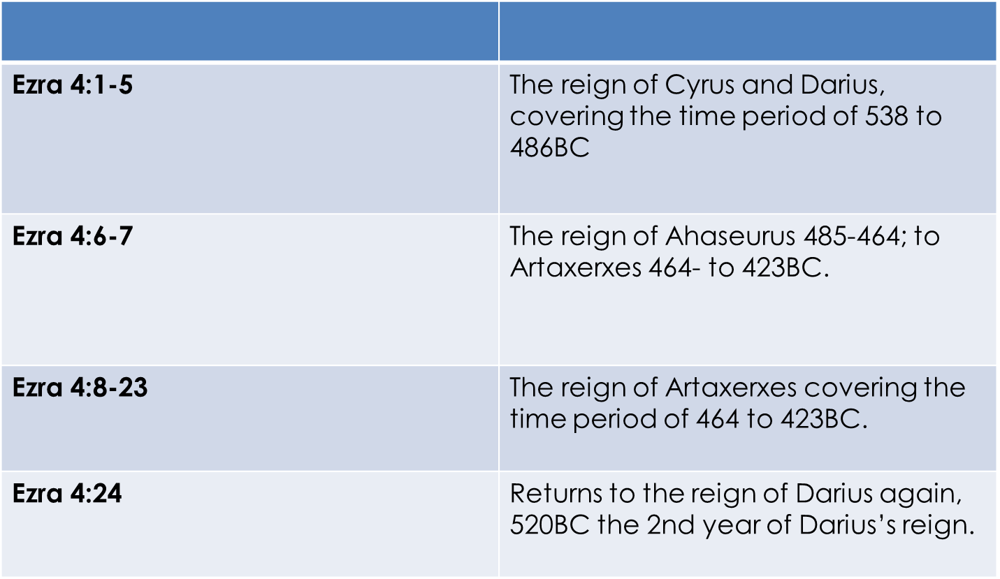 Ezra 4:1-5
The reign of Cyrus and Darius,
covering the time period of 538 to
486BC
Ezra 4:6-7
The reign of Ahaseurus 485-464; to
Artaxerxes 464- to 423BC.
Ezra 4:8-23
The reign of Artaxerxes covering the
time period of 464 to 423BC.
Ezra 4:24
Returns to the reign of Darius again,
520BC the 2nd year of Darius’s reign.